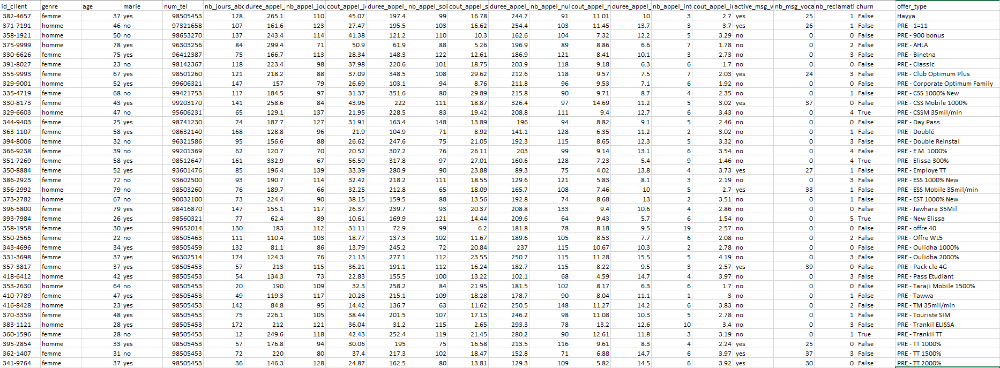 id_client genre age marie num_tel nb_jours_abc duree_appel_ nb_appel_jou cout_appel_j duree_appel_ nb_appel_soi cout_appel_s duree_appel_ nb_appel_nui cout_appel_n duree_appel_ nb_appel_int cout_appel_i active_msg_v nb_msg_voca nb_reclamati churn offer_type
382-4657 femme 37 yes 98505453 128 265.1 110 45.07 197.4 99 16.78 244.7 91 11.01 10 3 2.7 yes 25 1 False Hayya
371-7191 homme 46 no 97321658 107 161.6 123 27.47 195.5 103 16.62 254.4 103 11.45 13.7 3 3.7 yes 26 1 False PRE - 1=11
358-1921 homme 50 no 98653270 137 243.4 114 41.38 121.2 110 10.3 162.6 104 7.32 12.2 5 3.29 no 0 0 False PRE - 900 bonus
375-9999 homme 78 yes 96303256 84 299.4 71 50.9 61.9 88 5.26 196.9 89 8.86 6.6 7 1.78 no 0 2 False PRE - AHLA
330-6626 femme 75 yes 96412387 75 166.7 113 28.34 148.3 122 12.61 186.9 121 8.41 10.1 3 2.73 no 0 3 False PRE - Binetna
391-8027 femme 23 no 98142367 118 223.4 98 37.98 220.6 101 18.75 203.9 118 9.18 6.3 6 1.7 no 0 0 False PRE - Classic
355-9993 femme 67 yes 98501260 121 218.2 88 37.09 348.5 108 29.62 212.6 118 9.57 7.5 7 2.03 yes 24 3 False PRE - Club Optimum Plus
329-9001 homme 52 yes 99606321 147 157 79 26.69 103.1 94 8.76 211.8 96 9.53 7.1 6 1.92 no 0 0 False PRE - Corporate Optimum Family
335-4719 femme 68 no 99421753 117 184.5 97 31.37 351.6 80 29.89 215.8 90 9.71 8.7 4 2.35 no 0 1 False PRE - CSS 1000% New
330-8173 femme 43 yes 99203170 141 258.6 84 43.96 222 111 18.87 326.4 97 14.69 11.2 5 3.02 yes 37 0 False PRE - CSS Mobile 1000%
329-6603 homme 47 no 95606231 65 129.1 137 21.95 228.5 83 19.42 208.8 111 9.4 12.7 6 3.43 no 0 4 True PRE - CSSM 35mil/min
344-9403 femme 25 yes 98741230 74 187.7 127 31.91 163.4 148 13.89 196 94 8.82 9.1 5 2.46 no 0 0 False PRE - Day Pass
363-1107 femme 58 yes 98632140 168 128.8 96 21.9 104.9 71 8.92 141.1 128 6.35 11.2 2 3.02 no 0 1 False PRE - Doublé
394-8006 femme 32 no 96321586 95 156.6 88 26.62 247.6 75 21.05 192.3 115 8.65 12.3 5 3.32 no 0 3 False PRE - Double Reinstal
366-9238 femme 39 no 99201369 62 120.7 70 20.52 307.2 76 26.11 203 99 9.14 13.1 6 3.54 no 0 4 False PRE - E.M. 1000%
351-7269 femme 58 yes 98512647 161 332.9 67 56.59 317.8 97 27.01 160.6 128 7.23 5.4 9 1.46 no 0 4 True PRE - Elissa 300%
350-8884 femme 52 yes 93601476 85 196.4 139 33.39 280.9 90 23.88 89.3 75 4.02 13.8 4 3.73 yes 27 1 False PRE - Employe TT
386-2923 femme 72 no 93602500 93 190.7 114 32.42 218.2 111 18.55 129.6 121 5.83 8.1 3 2.19 no 0 3 False PRE - ESS 1000% New
356-2992 homme 79 no 98503260 76 189.7 66 32.25 212.8 65 18.09 165.7 108 7.46 10 5 2.7 yes 33 1 False PRE - ESS Mobile 35mil/min
373-2782 homme 67 no 90032100 73 224.4 90 38.15 159.5 88 13.56 192.8 74 8.68 13 2 3.51 no 0 1 False PRE - EST 1000% New
396-5800 femme 79 yes 98416870 147 155.1 117 26.37 239.7 93 20.37 208.8 133 9.4 10.6 4 2.86 no 0 0 False PRE - Jawhara 35Mil
393-7984 femme 26 yes 98560321 77 62.4 89 10.61 169.9 121 14.44 209.6 64 9.43 5.7 6 1.54 no 0 5 True PRE - New Elissa
358-1958 femme 30 yes 99652014 130 183 112 31.11 72.9 99 6.2 181.8 78 8.18 9.5 19 2.57 no 0 0 False PRE - offre 40
350-2565 femme 22 no 98505463 111 110.4 103 18.77 137.3 102 11.67 189.6 105 8.53 7.7 6 2.08 no 0 2 False PRE - Offre WL5
343-4696 femme 34 yes 98505459 132 81.1 86 13.79 245.2 72 20.84 237 115 10.67 10.3 2 2.78 no 0 0 False PRE - Oulidha 1000%
331-3698 femme 37 yes 96302514 174 124.3 76 21.13 277.1 112 23.55 250.7 115 11.28 15.5 5 4.19 no 0 3 False PRE - Oulidha 2000%
357-3817 femme 37 yes 98505453 57 213 115 36.21 191.1 112 16.24 182.7 115 8.22 9.5 3 2.57 yes 39 0 False PRE - Pack cle 4G
418-6412 homme 42 yes 98505453 54 134.3 73 22.83 155.5 100 13.22 102.1 68 4.59 14.7 4 3.97 no 0 3 False PRE - Pass Etudiant
353-2630 homme 64 no 98505453 20 190 109 32.3 258.2 84 21.95 181.5 102 8.17 6.3 6 1.7 no 0 0 False PRE - Taraji Mobile 1500%
410-7789 femme 47 yes 98505453 49 119.3 117 20.28 215.1 109 18.28 178.7 90 8.04 11.1 1 3 no 0 1 False PRE - Tawwa
416-8428 homme 23 yes 98505453 142 84.8 95 14.42 136.7 63 11.62 250.5 148 11.27 14.2 6 3.83 no 0 2 False PRE - TM 35mil/min
370-3359 femme 48 yes 98505453 75 226.1 105 38.44 201.5 107 17.13 246.2 98 11.08 10.3 5 2.78 no 0 1 False PRE - Touriste SIM
383-1121 homme 28 yes 98505453 172 212 121 36.04 31.2 115 2.65 293.3 78 13.2 12.6 10 3.4 no 0 3 False PRE - Trankil ELISSA
360-1596 femme 28 no 98505453 12 249.6 118 42.43 252.4 119 21.45 280.2 90 12.61 11.8 3 3.19 no 0 1 True PRE - Trankil TT
395-2854 homme 33 yes 98505453 57 176.8 94 30.06 195 75 16.58 213.5 116 9.61 8.3 4 2.24 yes 25 0 False PRE - TT 1000%
362-1407 femme 31 no 98505453 72 220 80 37.4 217.3 102 18.47 152.8 71 6.88 14.7 6 3.97 yes 37 3 False PRE - TT 1500%
341-9764 femme 37 yes 98505453 36 146.3 128 24.87 162.5 80 13.81 129.3 109 5.82 14.5 6 3.92 yes 30 0 False PRE - TT 2000%